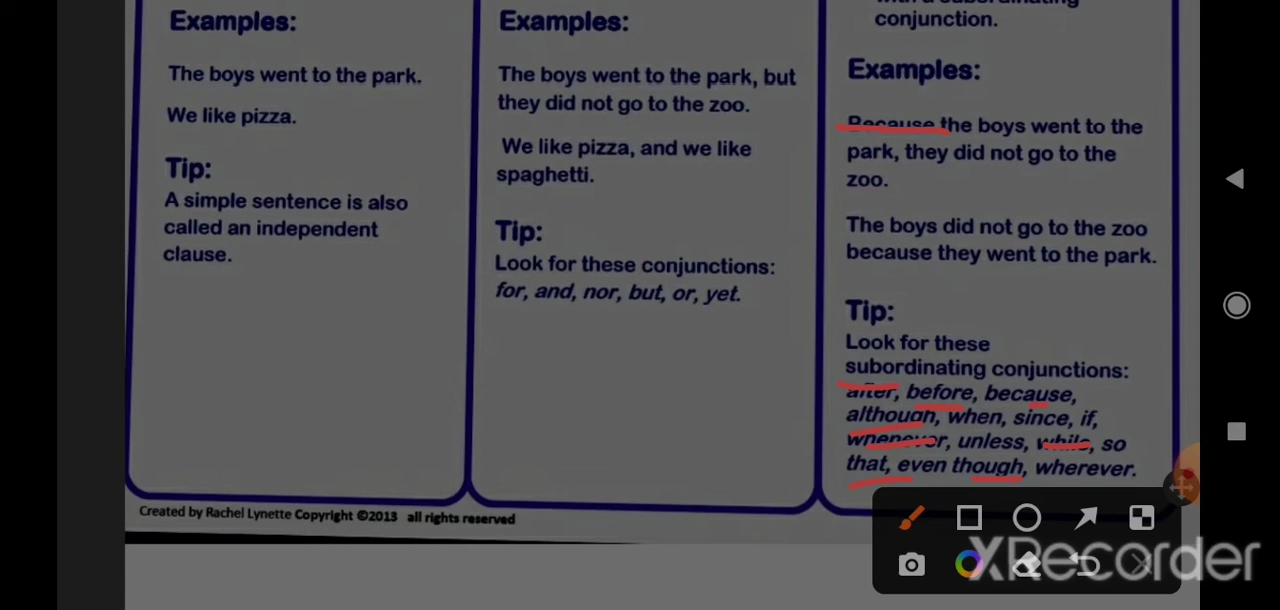 Examples:
The boys went to the park.
We like pizza.
Tip:
A simple sentence is also
called an independent
clause.
Examples:
The boys went to the park, but
they did not go to the zoo.
We like pizza, and we like
spaghetti.
Tip:
Look for these conjunctions:
for, and, nor, but, or, yet.
with a subordinating
conjunction.
Examples:
Because the boys went to the
park, they did not go to the
zoo.
The boys did not go to the zoo
because they went to the park.
Tip:
Look for these
subordinating conjunctions:
after, before, because,
although, when, since, if,
whenever, unless, while, so
that, even though, wherever.
Created by Rachel Lynette Copyright ©2013 all rights reserved
XRecorder